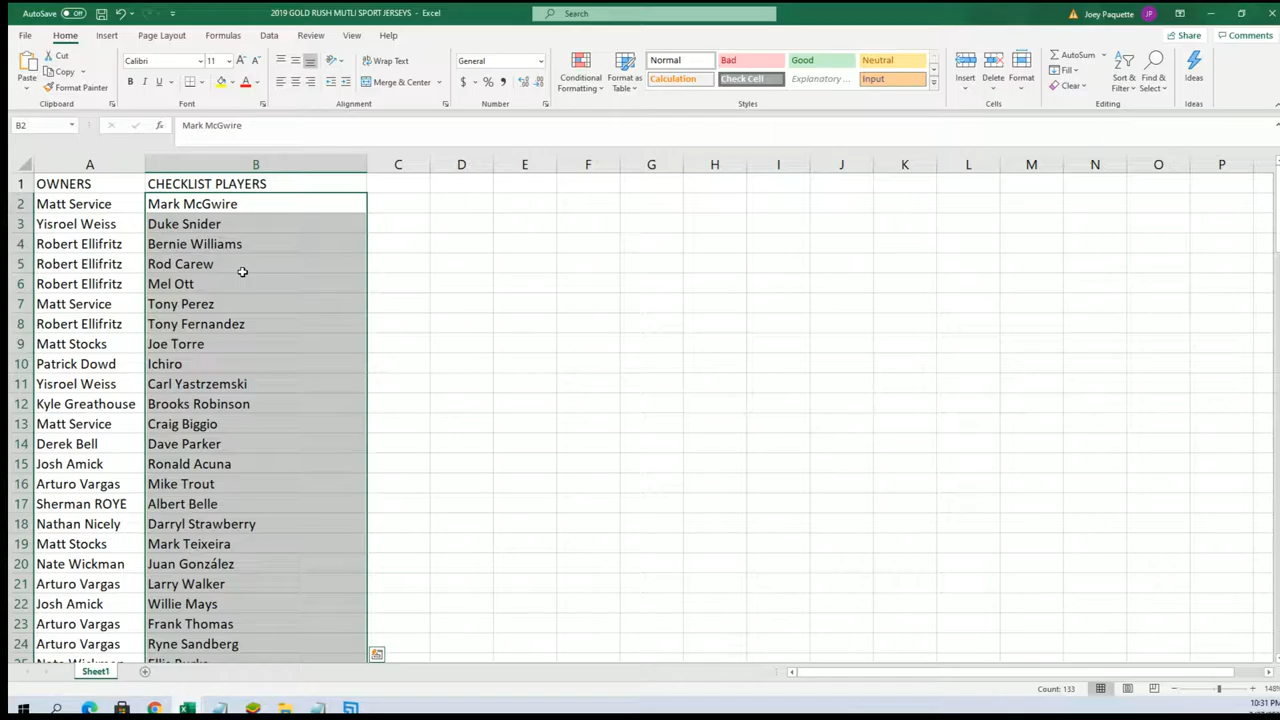 AutoSave Off 2019 GOLD RUSH MUTLI SPORT JERSEYS - Excel Search Joey Paquette JP
File Home Insert Page Layout Formulas Data Review View Help Share Comments
Paste Cut Copy Format Painter Clipboard
Calibri 11 A A B I U A Font
Wrap Text Merge & Center Alignment
General $ % Number
Conditional Formatting Format as Table Normal Bad Good Neutral
Calculation Check Cell Explanatory ... Input Styles
Insert Delete Format Cells
AutoSum Fill Clear Sort & Filter Find & Select Editing
Ideas Ideas
B2 fx Mark McGwire
A B C D E F G H I J K L M N O P
1 OWNERS CHECKLIST PLAYERS
2 Matt Service Mark McGwire
3 Yisroel Weiss Duke Snider
4 Robert Ellifritz Bernie Williams
5 Robert Ellifritz Rod Carew
6 Robert Ellifritz Mel Ott
7 Matt Service Tony Perez
8 Robert Ellifritz Tony Fernandez
9 Matt Stocks Joe Torre
10 Patrick Dowd Ichiro
11 Yisroel Weiss Carl Yastrzemski
12 Kyle Greathouse Brooks Robinson
13 Matt Service Craig Biggio
14 Derek Bell Dave Parker
15 Josh Amick Ronald Acuna
16 Arturo Vargas Mike Trout
17 Sherman ROYE Albert Belle
18 Nathan Nicely Darryl Strawberry
19 Matt Stocks Mark Teixeira
20 Nate Wickman Juan González
21 Arturo Vargas Larry Walker
22 Josh Amick Willie Mays
23 Arturo Vargas Frank Thomas
24 Arturo Vargas Ryne Sandberg
Sheet1
Count: 133 148%
10:31 PM